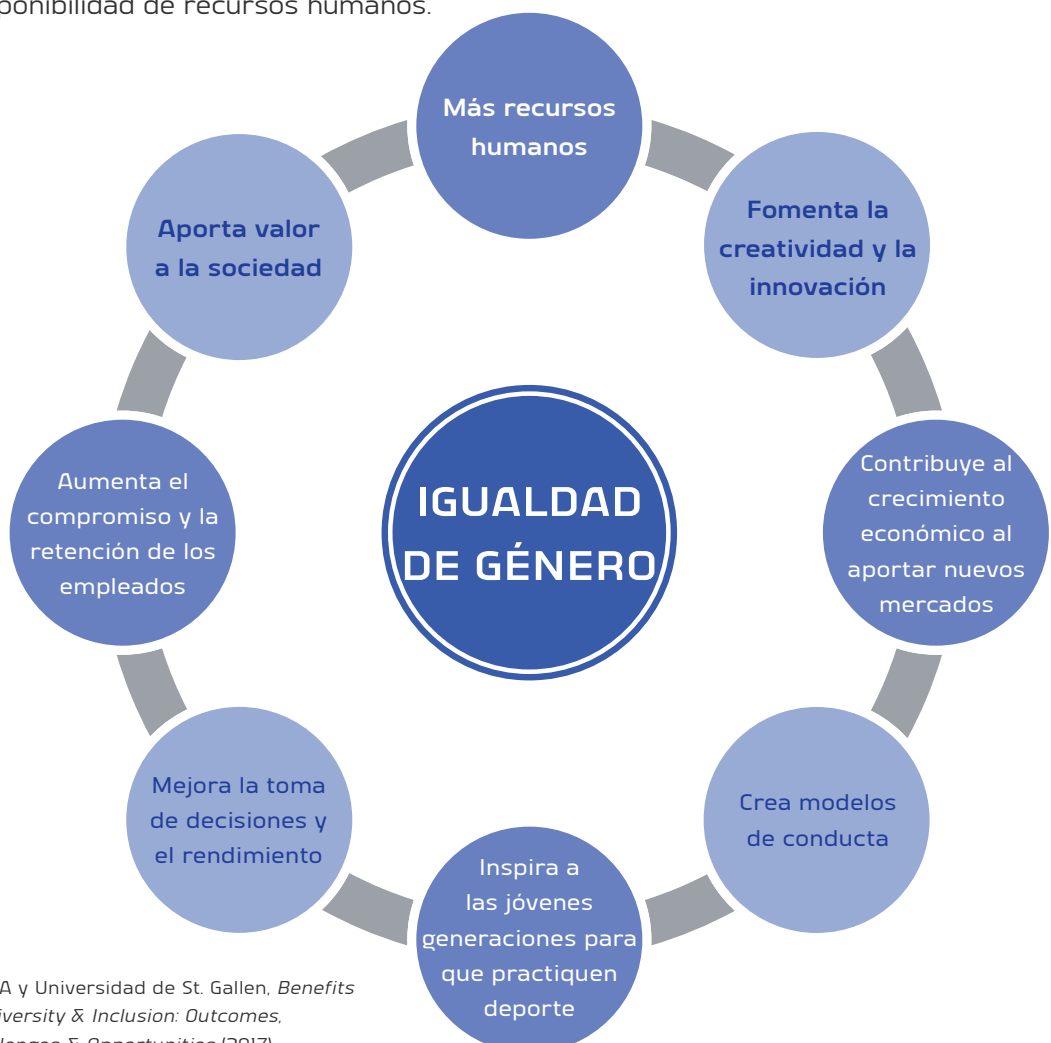 de recursos humanos.
Más recursos
humanos
Fomenta la
creatividad y la
innovación
Contribuye al
crecimiento
económico al
aportar nuevos
mercados
Crea modelos
de conducta
Inspira a
las jóvenes
generaciones para
que practiquen
deporte
Mejora la toma
de decisiones y
el rendimiento
Aumenta el
compromiso y la
retención de los
empleados
Aporta valor
a la sociedad
IGUALDAD
DE GÉNERO
y Universidad de St. Gallen, Benefits
& Inclusion: Outcomes,
& Opportunities